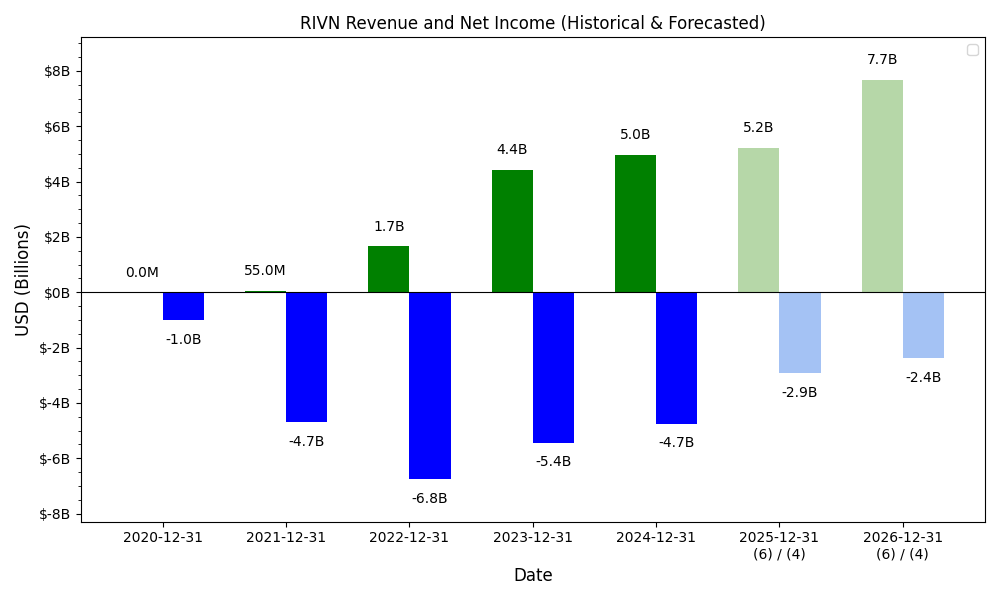 RIVN Revenue and Net Income (Historical & Forecasted)
USD (Billions)
$8B
$6B
$4B
$2B
$0B
$-2B
$-4B
$-6B
$-8B
0.0M
-1.0B
55.0M
-4.7B
1.7B
-6.8B
4.4B
-5.4B
5.0B
-4.7B
5.2B
-2.9B
7.7B
-2.4B
2020-12-31
2021-12-31
2022-12-31
2023-12-31
2024-12-31
2025-12-31
(6) / (4)
2026-12-31
(6) / (4)
Date